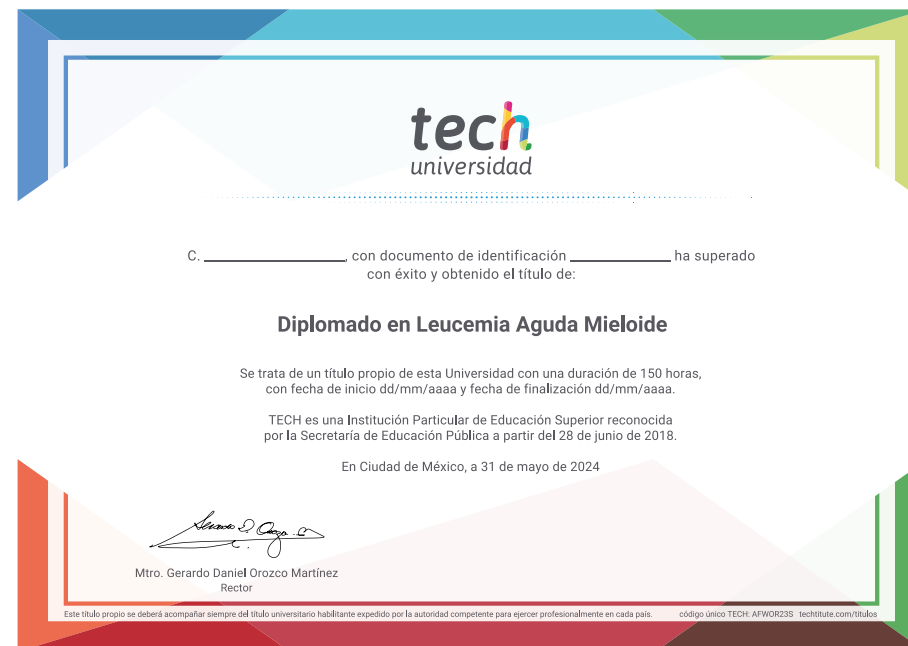 tech
universidad
C. ____________, con documento de identificación ____________ ha superado
con éxito y obtenido el título de:
Diplomado en Leucemia Aguda Mieloide
Se trata de un título propio de esta Universidad con una duración de 150 horas,
con fecha de inicio dd/mm/aaaa y fecha de finalización dd/mm/aaaa.
TECH es una Institución Particular de Educación Superior reconocida
por la Secretaría de Educación Pública a partir del 28 de junio de 2018.
En Ciudad de México, a 31 de mayo de 2024
Mtro. Gerardo Daniel Orozco Martínez
Rector
Este título propio se deberá acompañar siempre del título universitario habilitante expedido por la autoridad competente para ejercer profesionalmente en cada país. código único TECH: AFWOR23S techtitute.com/titulos